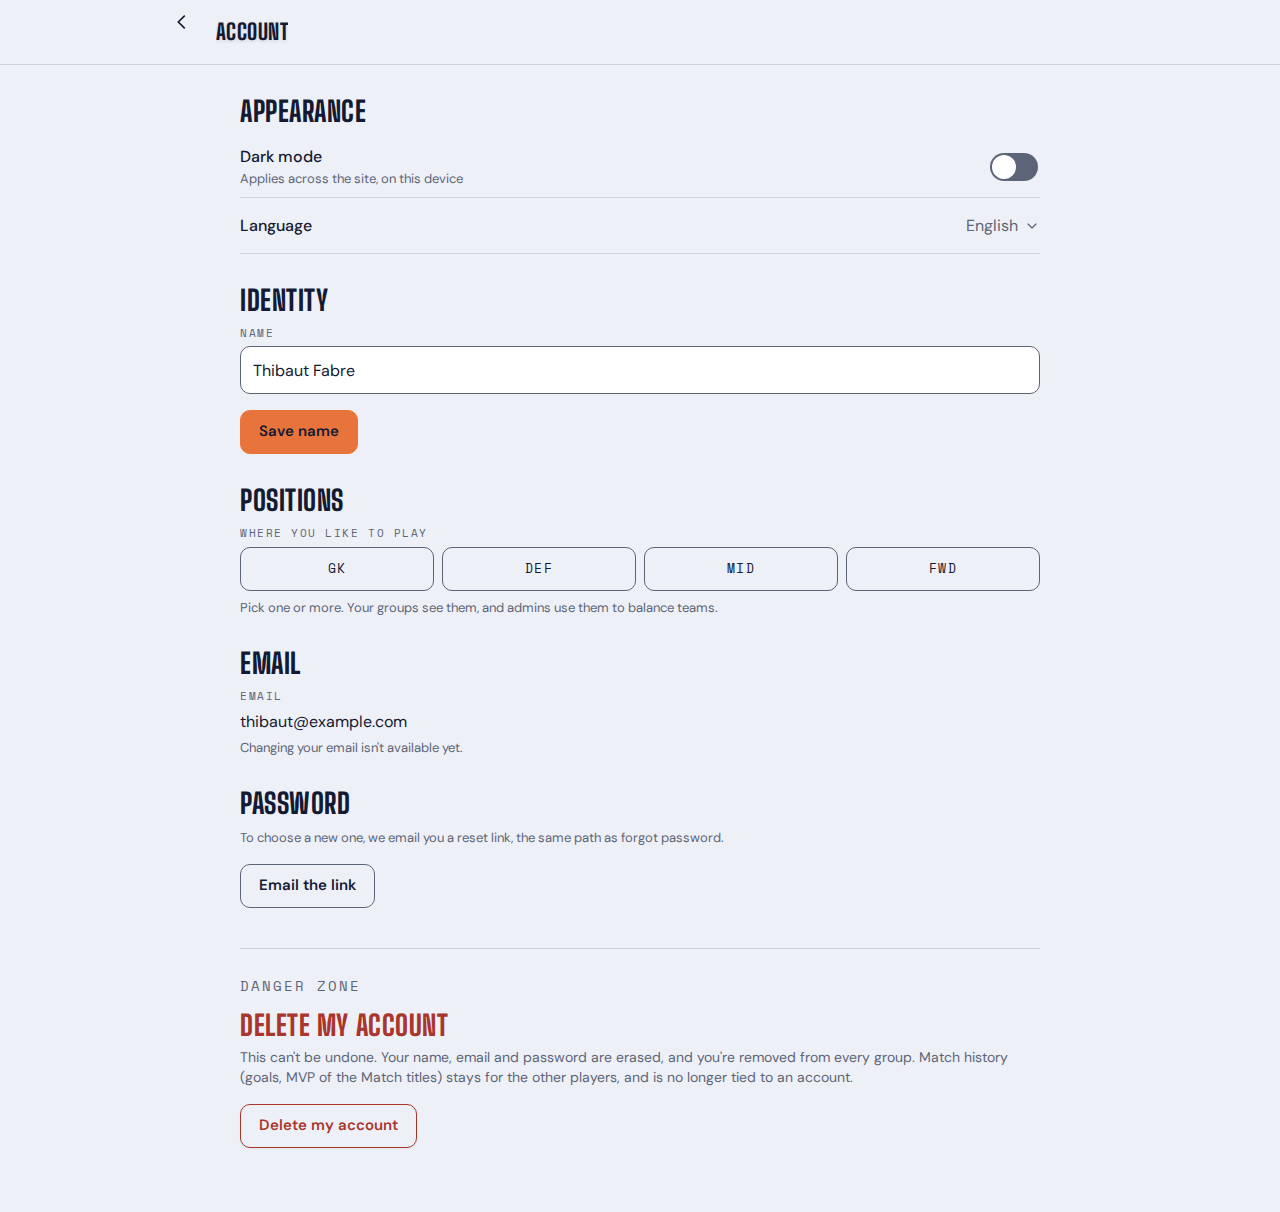 ACCOUNT
APPEARANCE
Dark mode
Applies across the site, on this device
Language
English
IDENTITY
NAME
Thibaut Fabre
Save name
POSITIONS
WHERE YOU LIKE TO PLAY
GK
DEF
MID
FWD
Pick one or more. Your groups see them, and admins use them to balance teams.
EMAIL
EMAIL
thibaut@example.com
Changing your email isn't available yet.
PASSWORD
To choose a new one, we email you a reset link, the same path as forgot password.
Email the link
DANGER ZONE
DELETE MY ACCOUNT
This can't be undone. Your name, email and password are erased, and you're removed from every group. Match history
(goals, MVP of the Match titles) stays for the other players, and is no longer tied to an account.
Delete my account